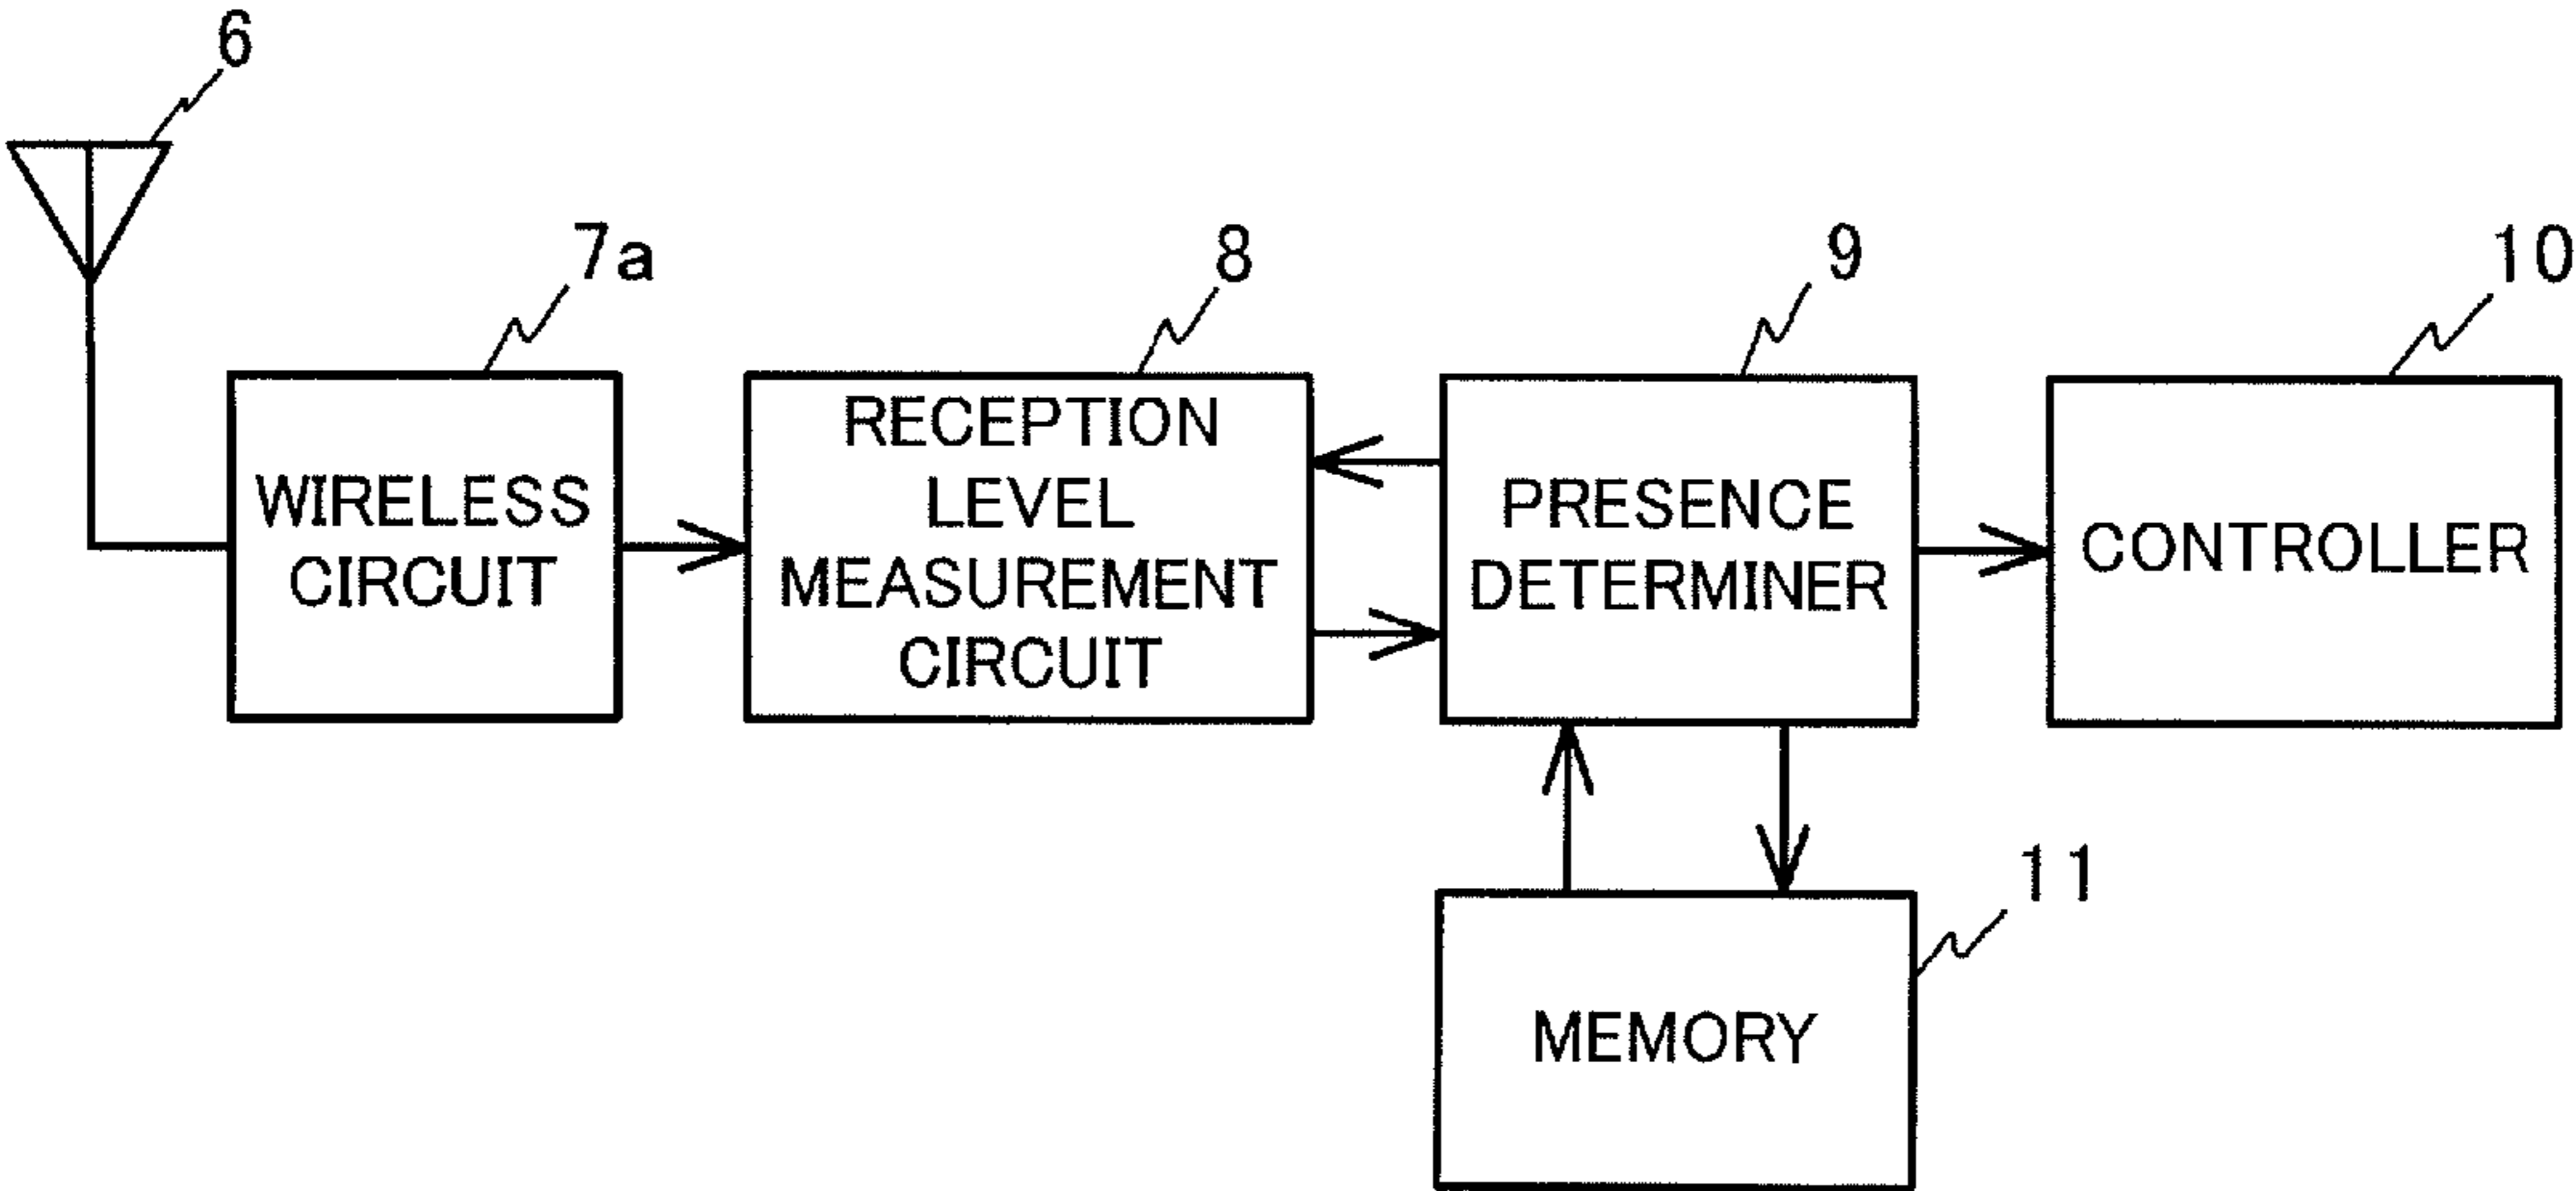 6
7a
8
9
10
WIRELESS
CIRCUIT
RECEPTION
LEVEL
MEASUREMENT
CIRCUIT
PRESENCE
DETERMINER
CONTROLLER
11
MEMORY